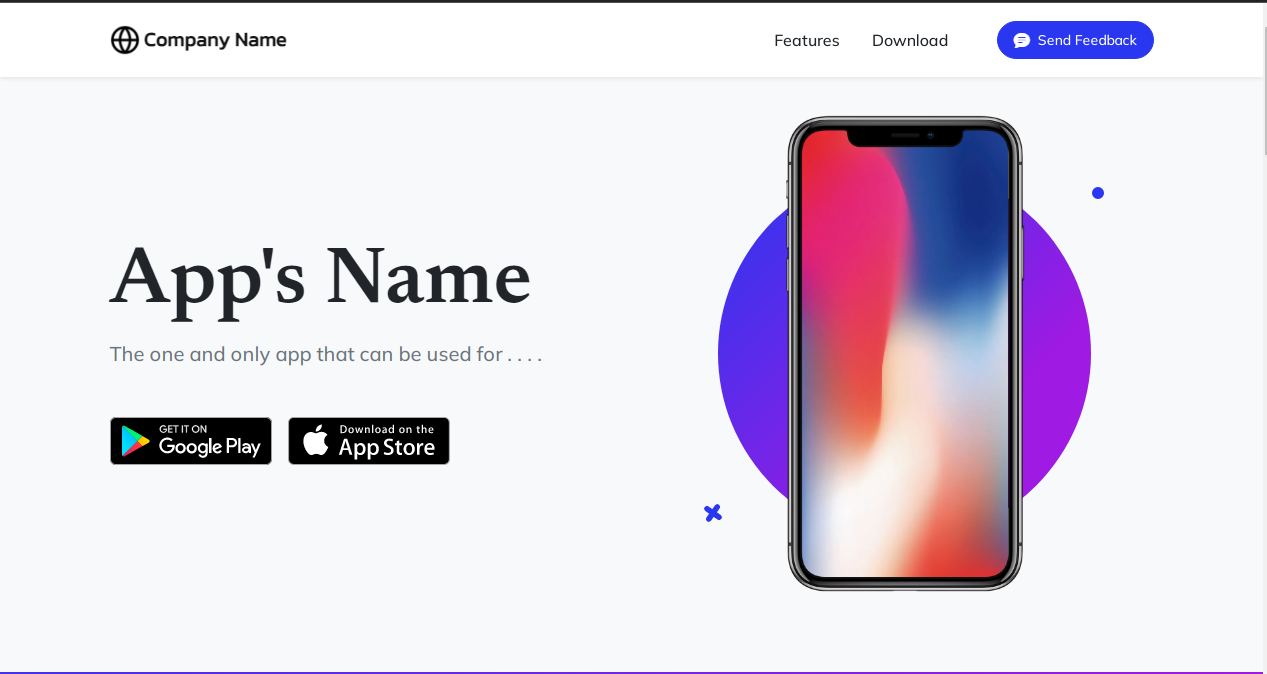 Company Name
Features
Download
Send Feedback
App's Name
The one and only app that can be used for . . . .
GET IT ON
Google Play
Download on the
App Store